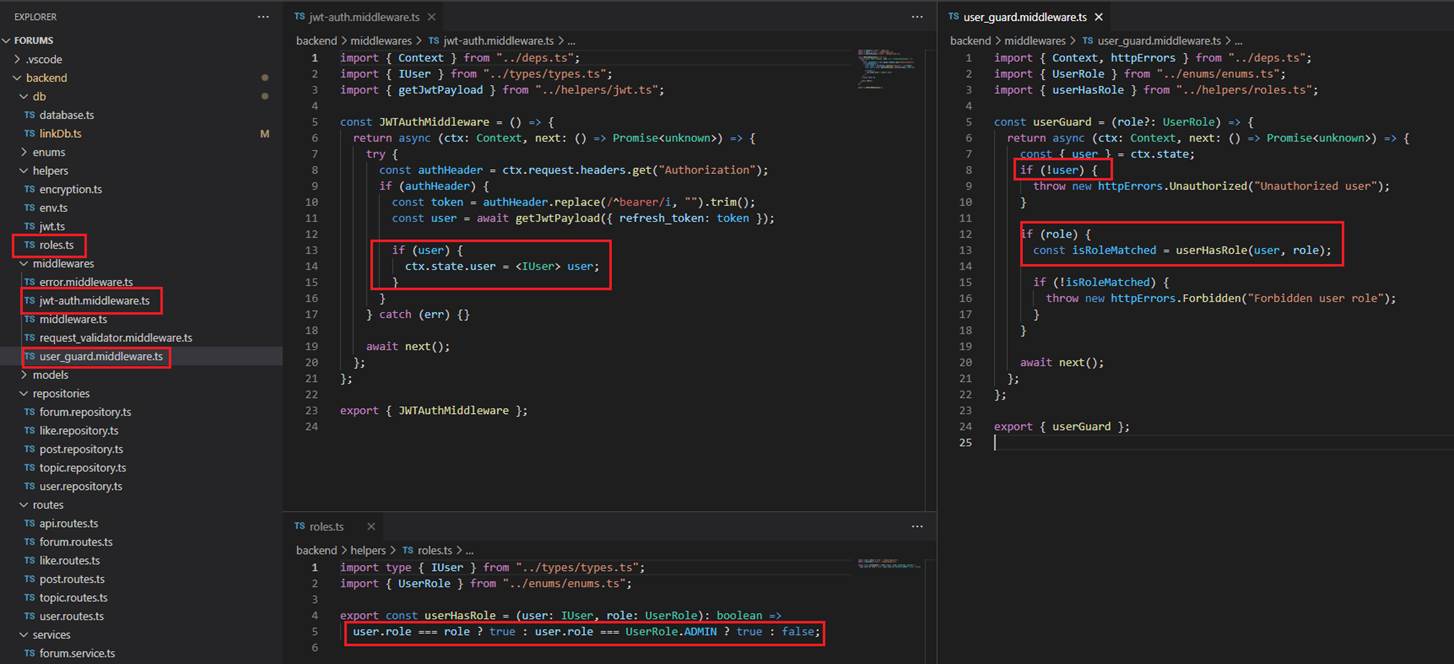 EXPLORER
FORUMS
.vscode
backend
db
TS database.ts
TS linkDb.ts M
enums
helpers
TS encryption.ts
TS env.ts
TS jwt.ts
TS roles.ts
middlewares
TS error.middleware.ts
TS jwt-auth.middleware.ts
TS middleware.ts
TS request_validator.middleware.ts
TS user_guard.middleware.ts
models
repositories
TS forum.repository.ts
TS like.repository.ts
TS post.repository.ts
TS topic.repository.ts
TS user.repository.ts
routes
TS api.routes.ts
TS forum.routes.ts
TS like.routes.ts
TS post.routes.ts
TS topic.routes.ts
TS user.routes.ts
services
TS forum.service.ts
TS jwt-auth.middleware.ts
backend > middlewares > TS jwt-auth.middleware.ts > ...
1 import { Context } from "../deps.ts";
2 import { IUser } from "../types/types.ts";
3 import { getJwtPayload } from "../helpers/jwt.ts";
4
5 const JWTAuthMiddleware = () => {
6 return async (ctx: Context, next: () => Promise<unknown>) => {
7 try {
8 const authHeader = ctx.request.headers.get("Authorization");
9 if (authHeader) {
10 const token = authHeader.replace(/^bearer/i, "").trim();
11 const user = await getJwtPayload({ refresh_token: token });
12
13 if (user) {
14 ctx.state.user = <IUser> user;
15 }
16 }
17 } catch (err) {}
18
19 await next();
20 };
21 };
22
23 export { JWTAuthMiddleware };
24
TS roles.ts
backend > helpers > TS roles.ts > ...
1 import type { IUser } from "../types/types.ts";
2 import { UserRole } from "../enums/enums.ts";
3
4 export const userHasRole = (user: IUser, role: UserRole): boolean =>
5 user.role === role ? true : user.role === UserRole.ADMIN ? true : false;
6
TS user_guard.middleware.ts
backend > middlewares > TS user_guard.middleware.ts > ...
1 import { Context, httpErrors } from "../deps.ts";
2 import { UserRole } from "../enums/enums.ts";
3 import { userHasRole } from "../helpers/roles.ts";
4
5 const userGuard = (role?: UserRole) => {
6 return async (ctx: Context, next: () => Promise<unknown>) => {
7 const { user } = ctx.state;
8 if (!user) {
9 throw new httpErrors.Unauthorized("Unauthorized user");
10 }
11
12 if (role) {
13 const isRoleMatched = userHasRole(user, role);
14
15 if (!isRoleMatched) {
16 throw new httpErrors.Forbidden("Forbidden user role");
17 }
18 }
19
20 await next();
21 };
22 };
23
24 export { userGuard };
25